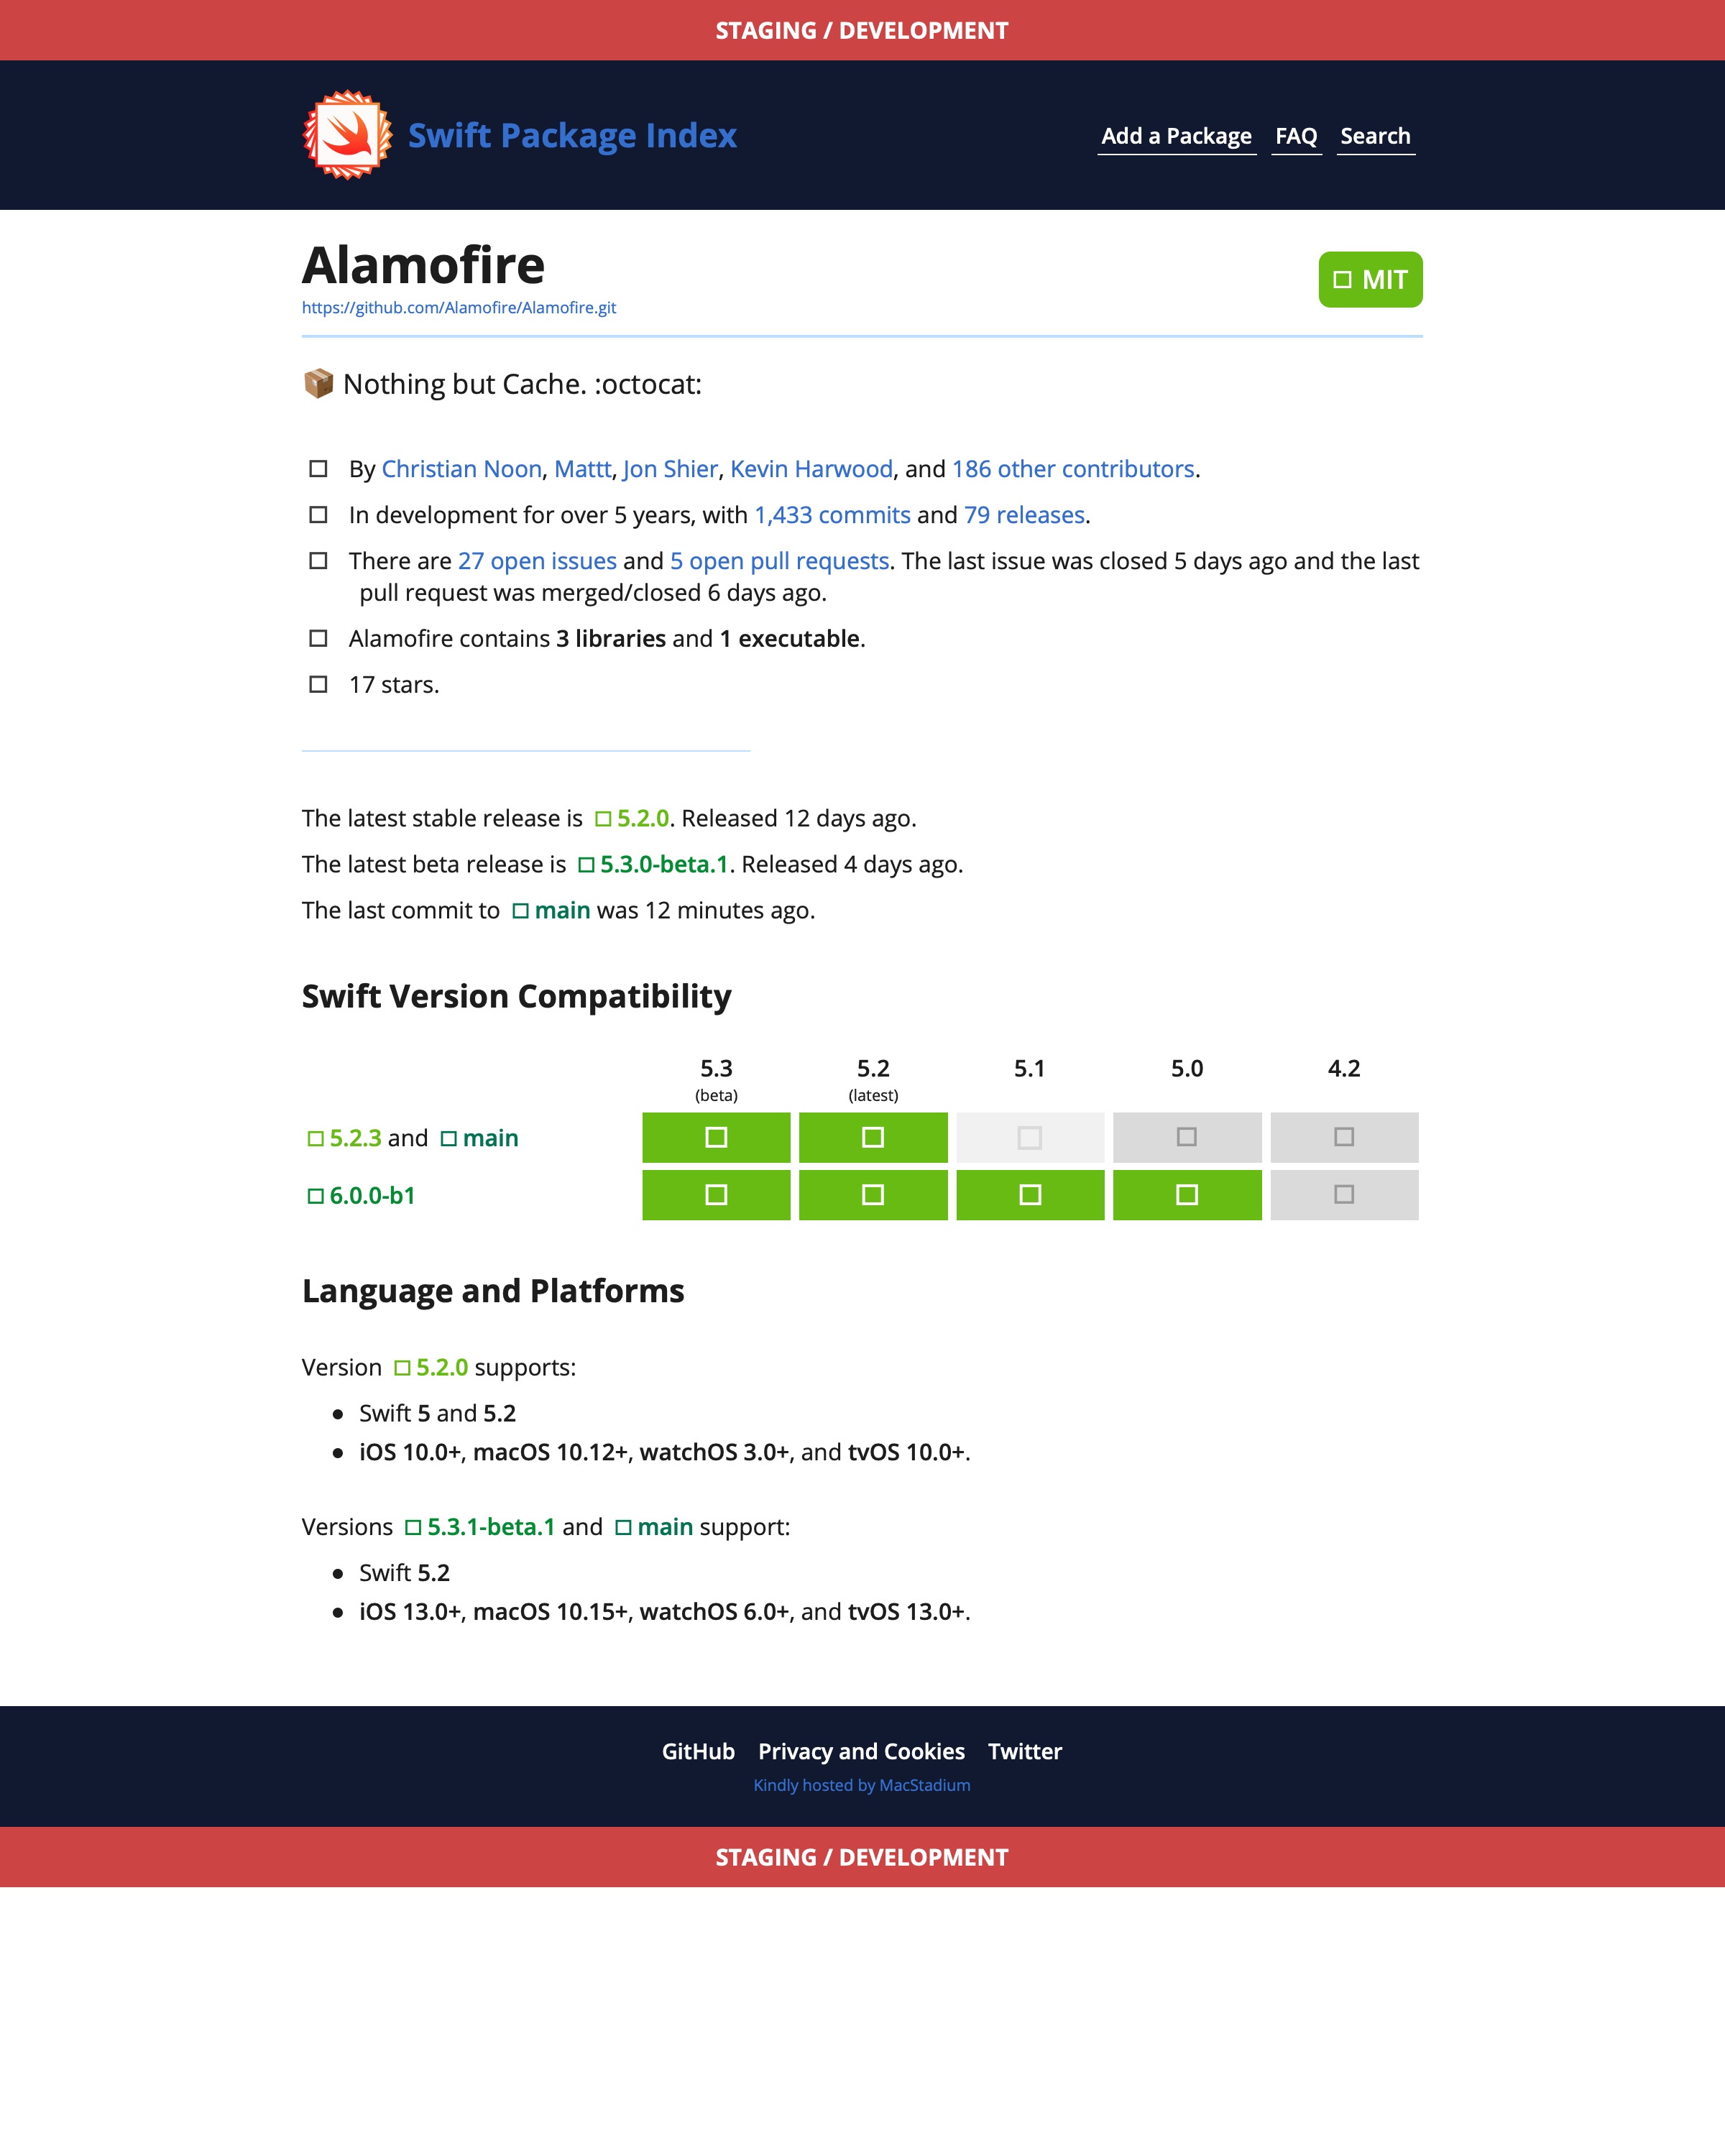 STAGING / DEVELOPMENT
Swift Package Index
Add a Package FAQ Search
Alamofire
MIT
https://github.com/Alamofire/Alamofire.git
📦 Nothing but Cache. :octocat:
By Christian Noon, Mattt, Jon Shier, Kevin Harwood, and 186 other contributors.
In development for over 5 years, with 1,433 commits and 79 releases.
There are 27 open issues and 5 open pull requests. The last issue was closed 5 days ago and the last
pull request was merged/closed 6 days ago.
Alamofire contains 3 libraries and 1 executable.
17 stars.
The latest stable release is 5.2.0. Released 12 days ago.
The latest beta release is 5.3.0-beta.1. Released 4 days ago.
The last commit to main was 12 minutes ago.
Swift Version Compatibility
5.3 5.2 5.1 5.0 4.2
(beta) (latest)
5.2.3 and main
6.0.0-b1
Language and Platforms
Version 5.2.0 supports:
• Swift 5 and 5.2
• iOS 10.0+, macOS 10.12+, watchOS 3.0+, and tvOS 10.0+.
Versions 5.3.1-beta.1 and main support:
• Swift 5.2
• iOS 13.0+, macOS 10.15+, watchOS 6.0+, and tvOS 13.0+.
GitHub Privacy and Cookies Twitter
Kindly hosted by MacStadium
STAGING / DEVELOPMENT